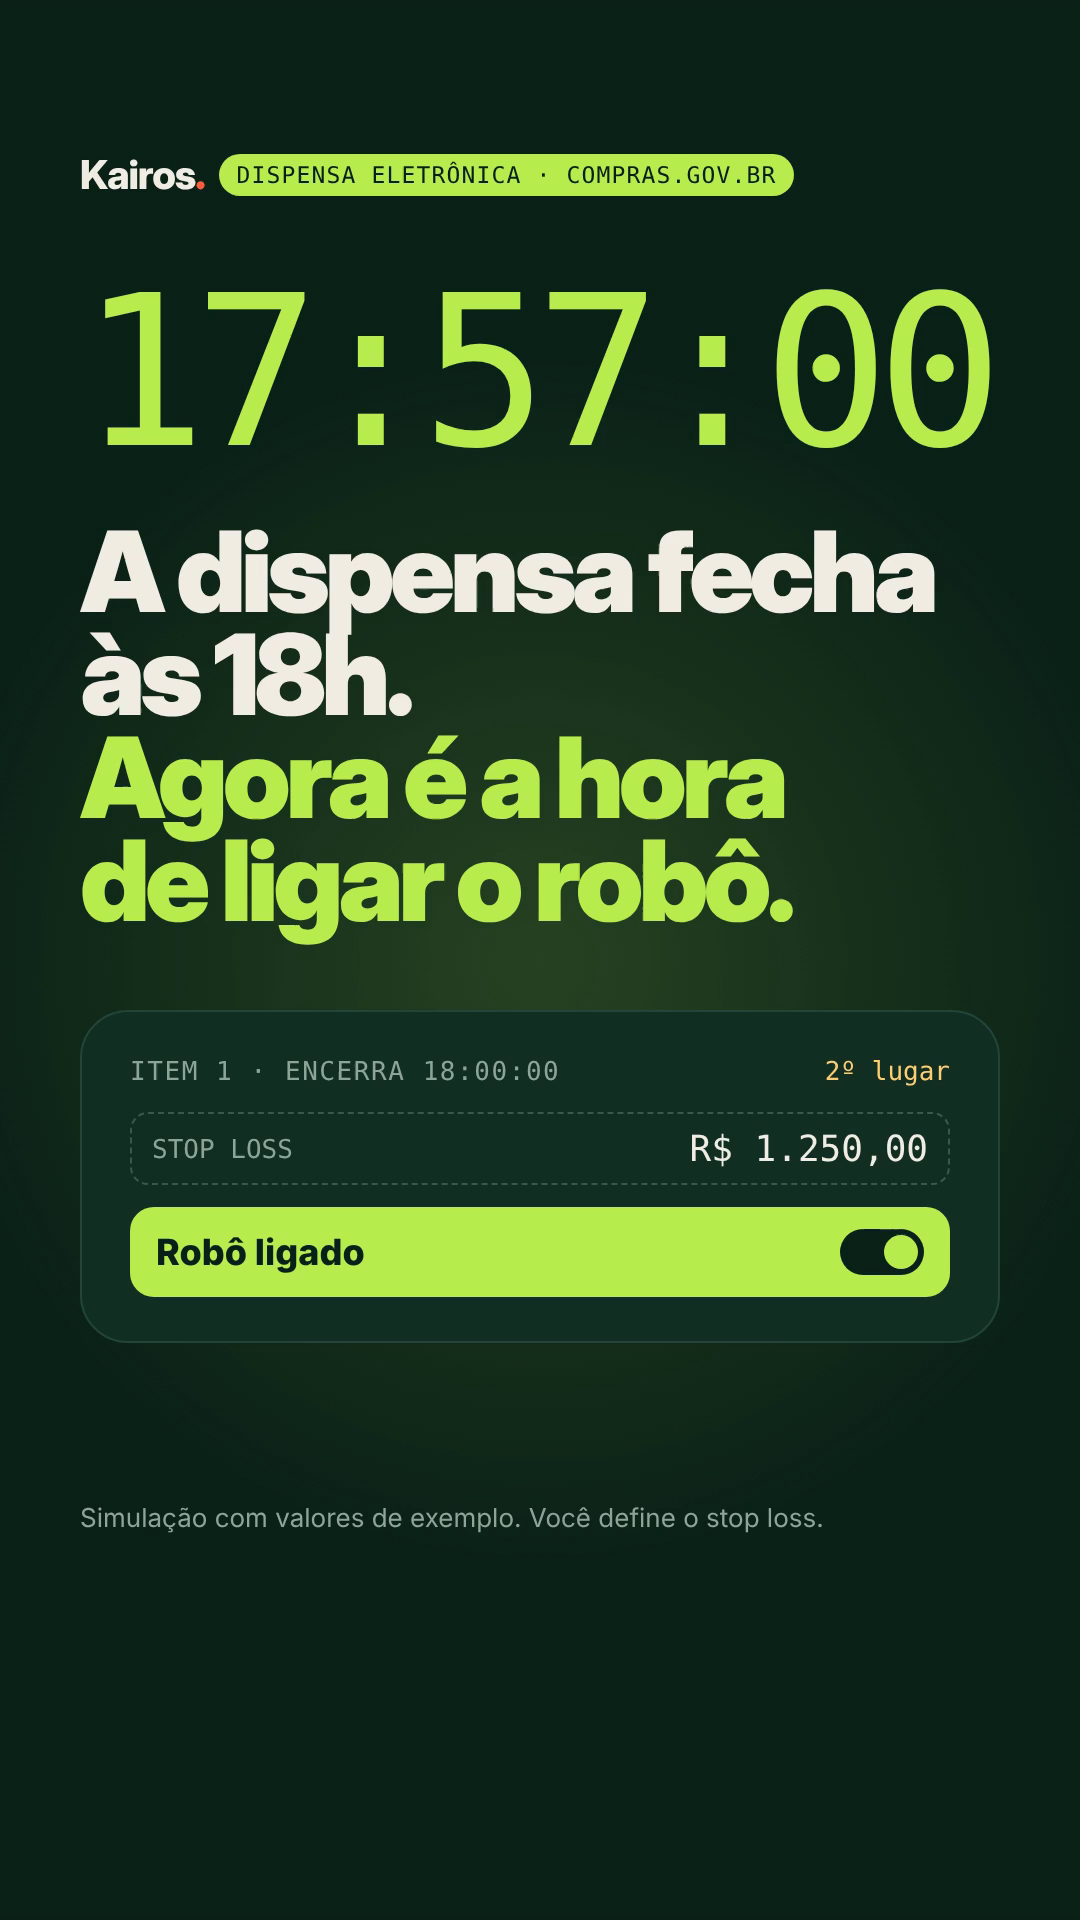 Kairos.
DISPENSA ELETRÔNICA · COMPRAS.GOV.BR
17:57:00
A dispensa fecha
às 18h.
Agora é a hora
de ligar o robô.
ITEM 1 · ENCERRA 18:00:00
2º lugar
STOP LOSS
R$ 1.250,00
Robô ligado
Simulação com valores de exemplo. Você define o stop loss.